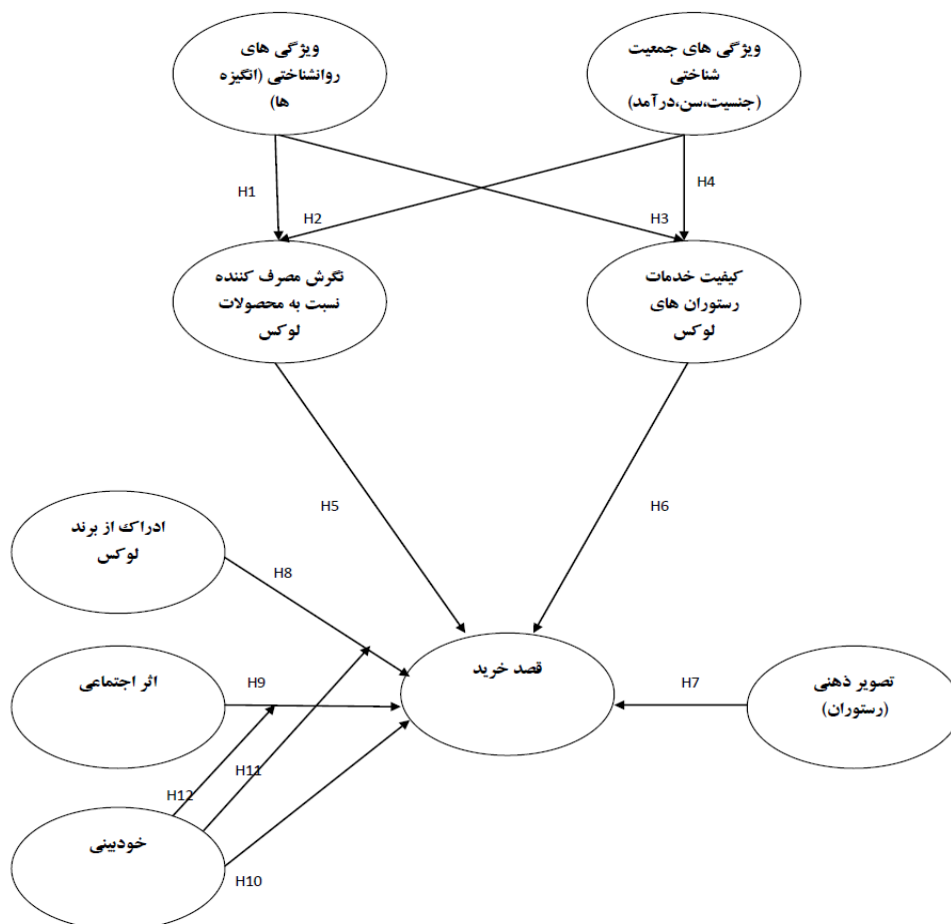 ویژگی های
روانشناختی (انگیزه
ها)
ویژگی های جمعیت
شناختی
(جنسیت،سن،درآمد)
H1
H2
H3
H4
نگرش مصرف کننده
نسبت به محصولات
لوکس
کیفیت خدمات
رستوران های
لوکس
H5
H6
ادراک از برند
لوکس
H8
اثر اجتماعی
H9
قصد خرید
H7
تصویر ذهنی
(رستوران)
H11
H12
خودبینی
H10